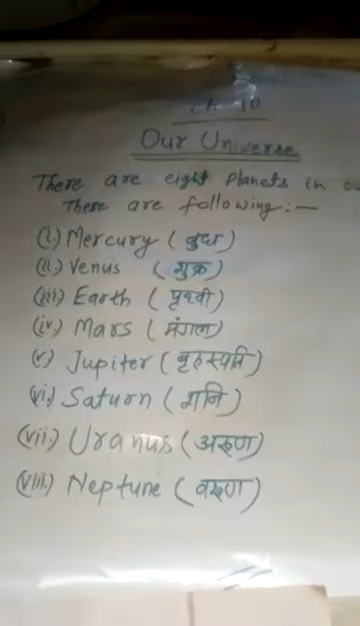 CH 10
Our Universe
There are eight Planets in
These are following:—
(i.) Mercury (बुध)
(ii.) Venus (शुक्र)
(iii) Earth (पृथ्वी)
(iv.) Mars (मंगल)
(v.) Jupiter (बृहस्पति)
(vi.) Saturn (शनि)
(vii.) Uranus (अरुण)
(viii.) Neptune (वरुण)